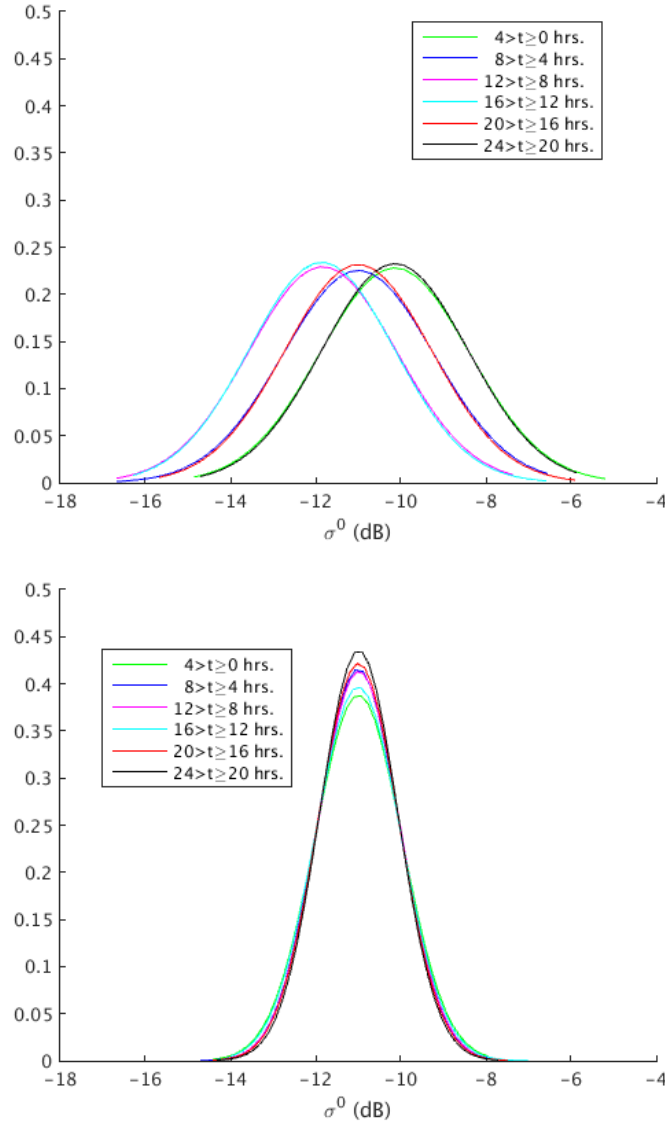 0.5
0.45
0.4
0.35
0.3
0.25
0.2
0.15
0.1
0.05
0
4>t≥0 hrs.
8>t≥4 hrs.
12>t≥8 hrs.
16>t≥12 hrs.
20>t≥16 hrs.
24>t≥20 hrs.
-18 -16 -14 -12 -10 -8 -6 -4
σ⁰ (dB)
0.5
0.45
0.4
0.35
0.3
0.25
0.2
0.15
0.1
0.05
0
4>t≥0 hrs.
8>t≥4 hrs.
12>t≥8 hrs.
16>t≥12 hrs.
20>t≥16 hrs.
24>t≥20 hrs.
-18 -16 -14 -12 -10 -8 -6 -4
σ⁰ (dB)